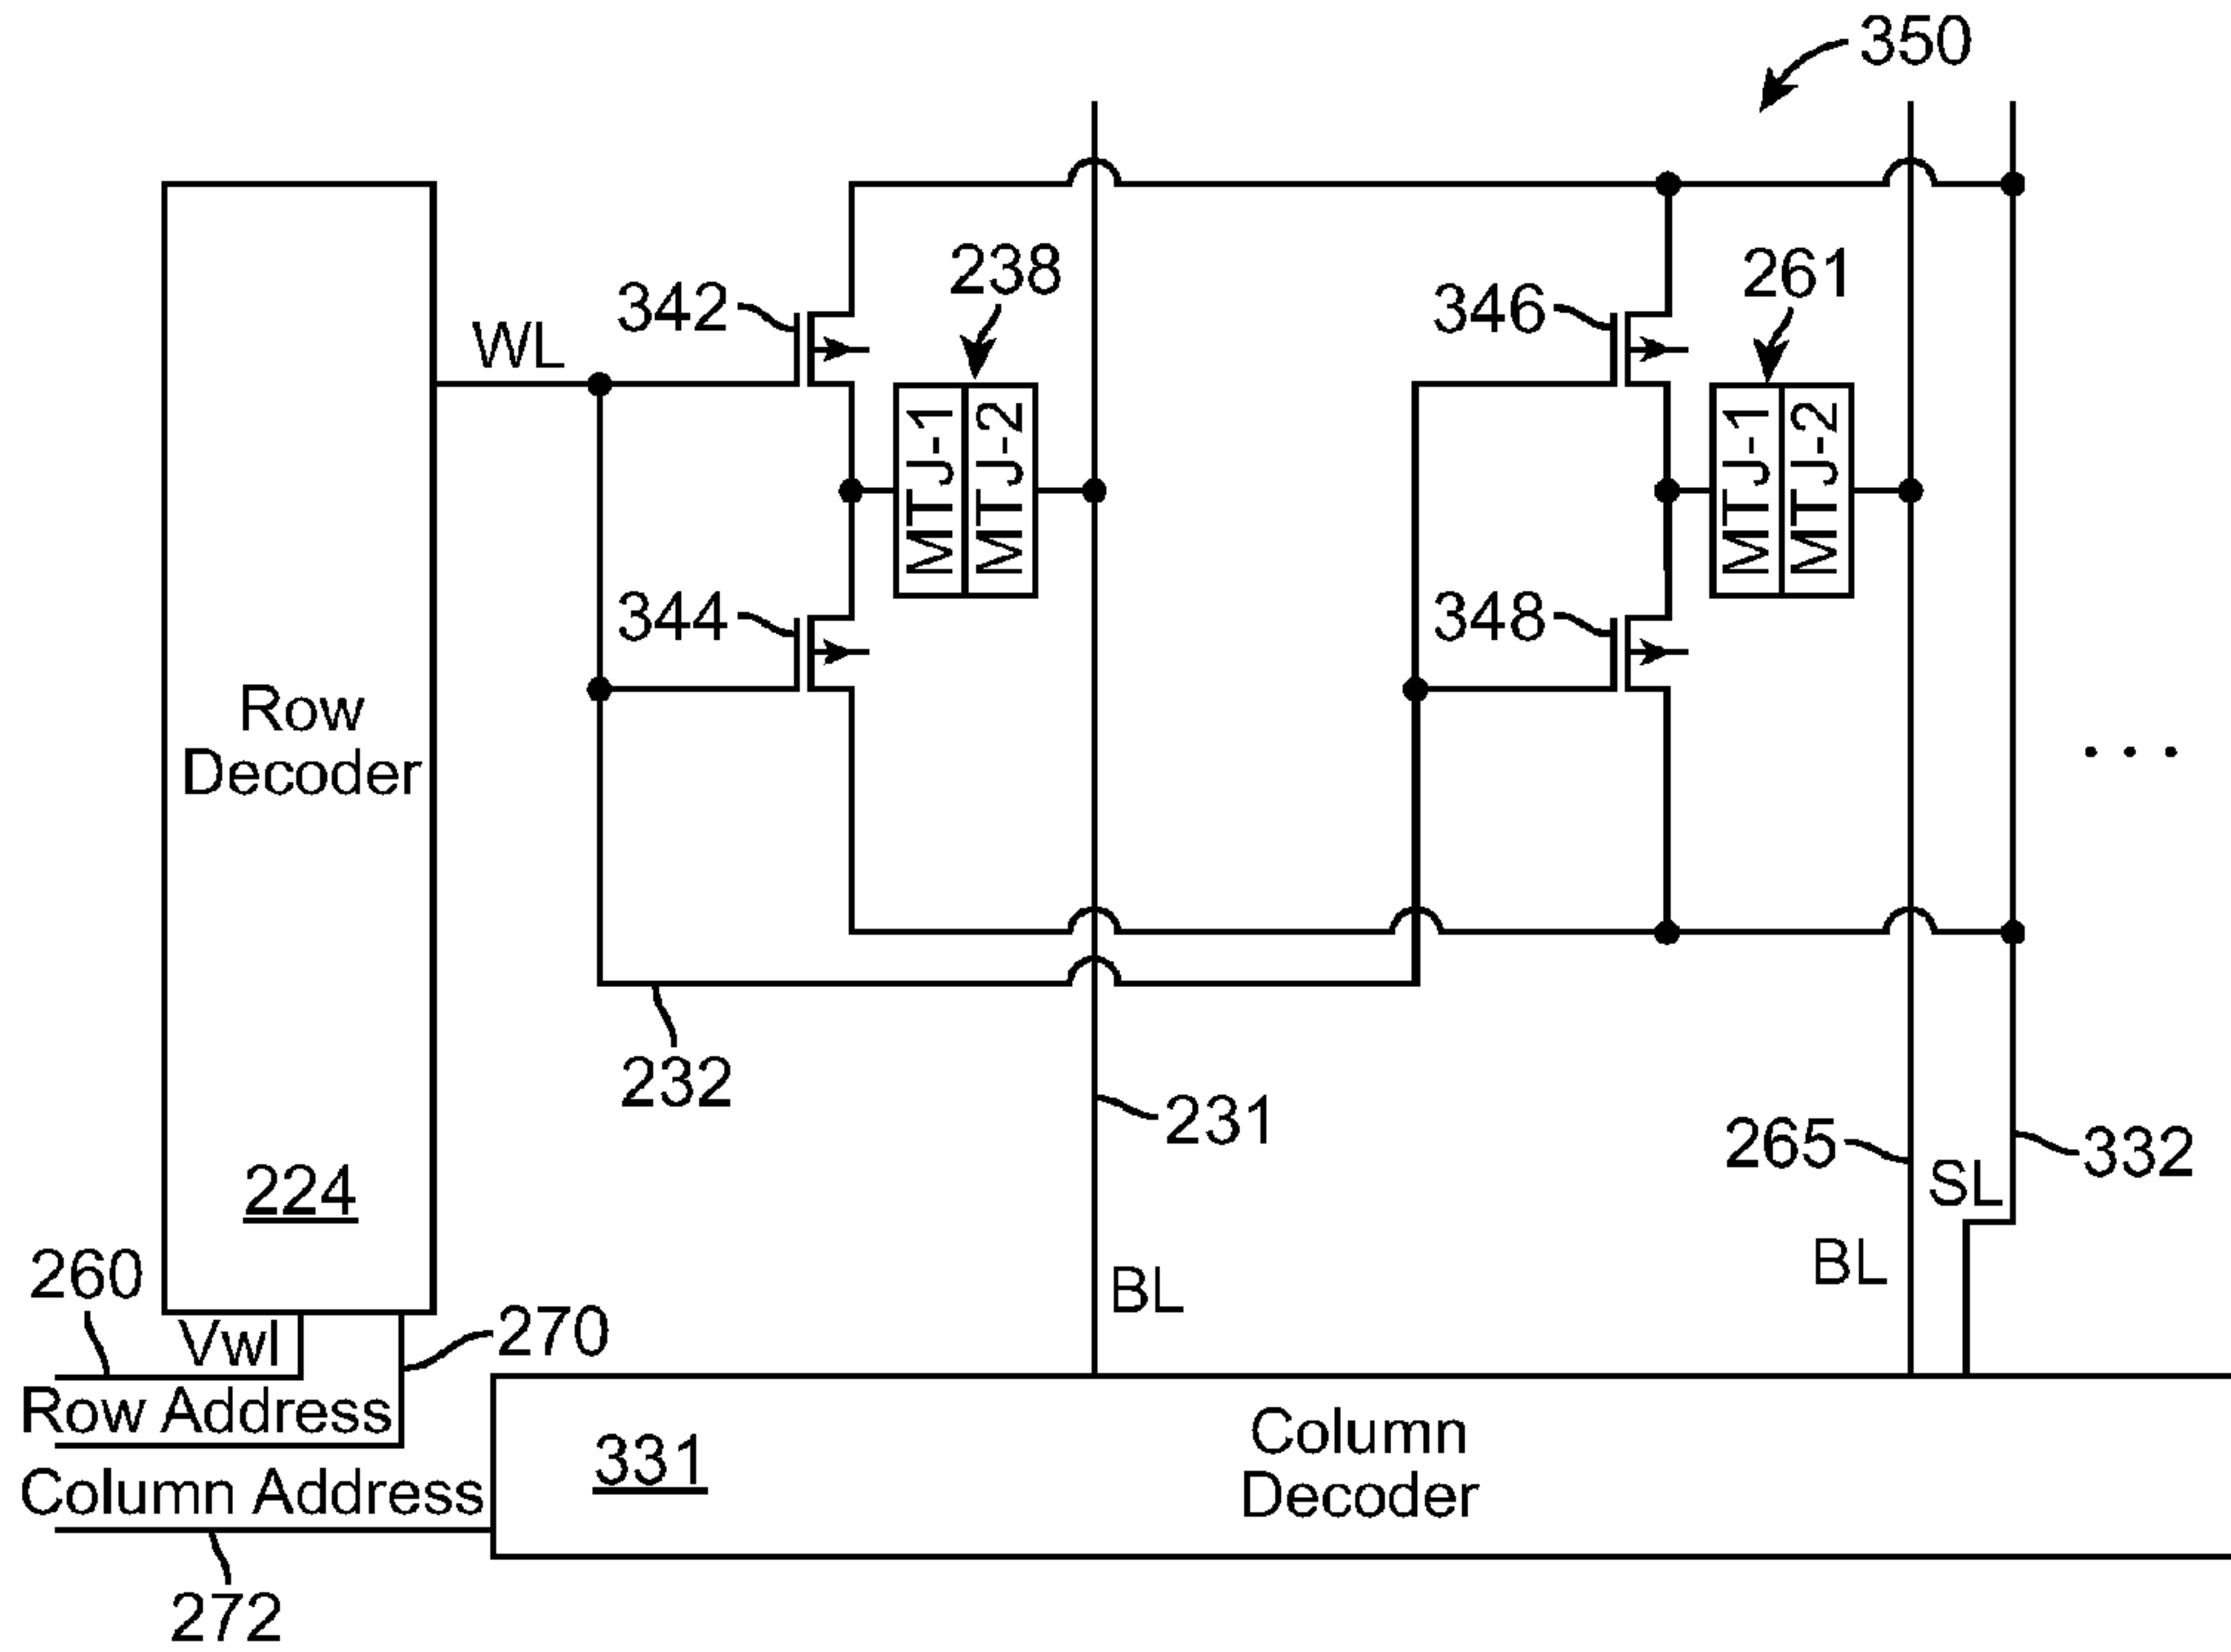 350
238
261
342
346
WL
MTJ-1
MTJ-2
MTJ-1
MTJ-2
344
348
Row
Decoder
. . .
232
231
265
332
SL
224
260
BL
BL
270
Vwl
Row Address
Column Address
331
Column
Decoder
272